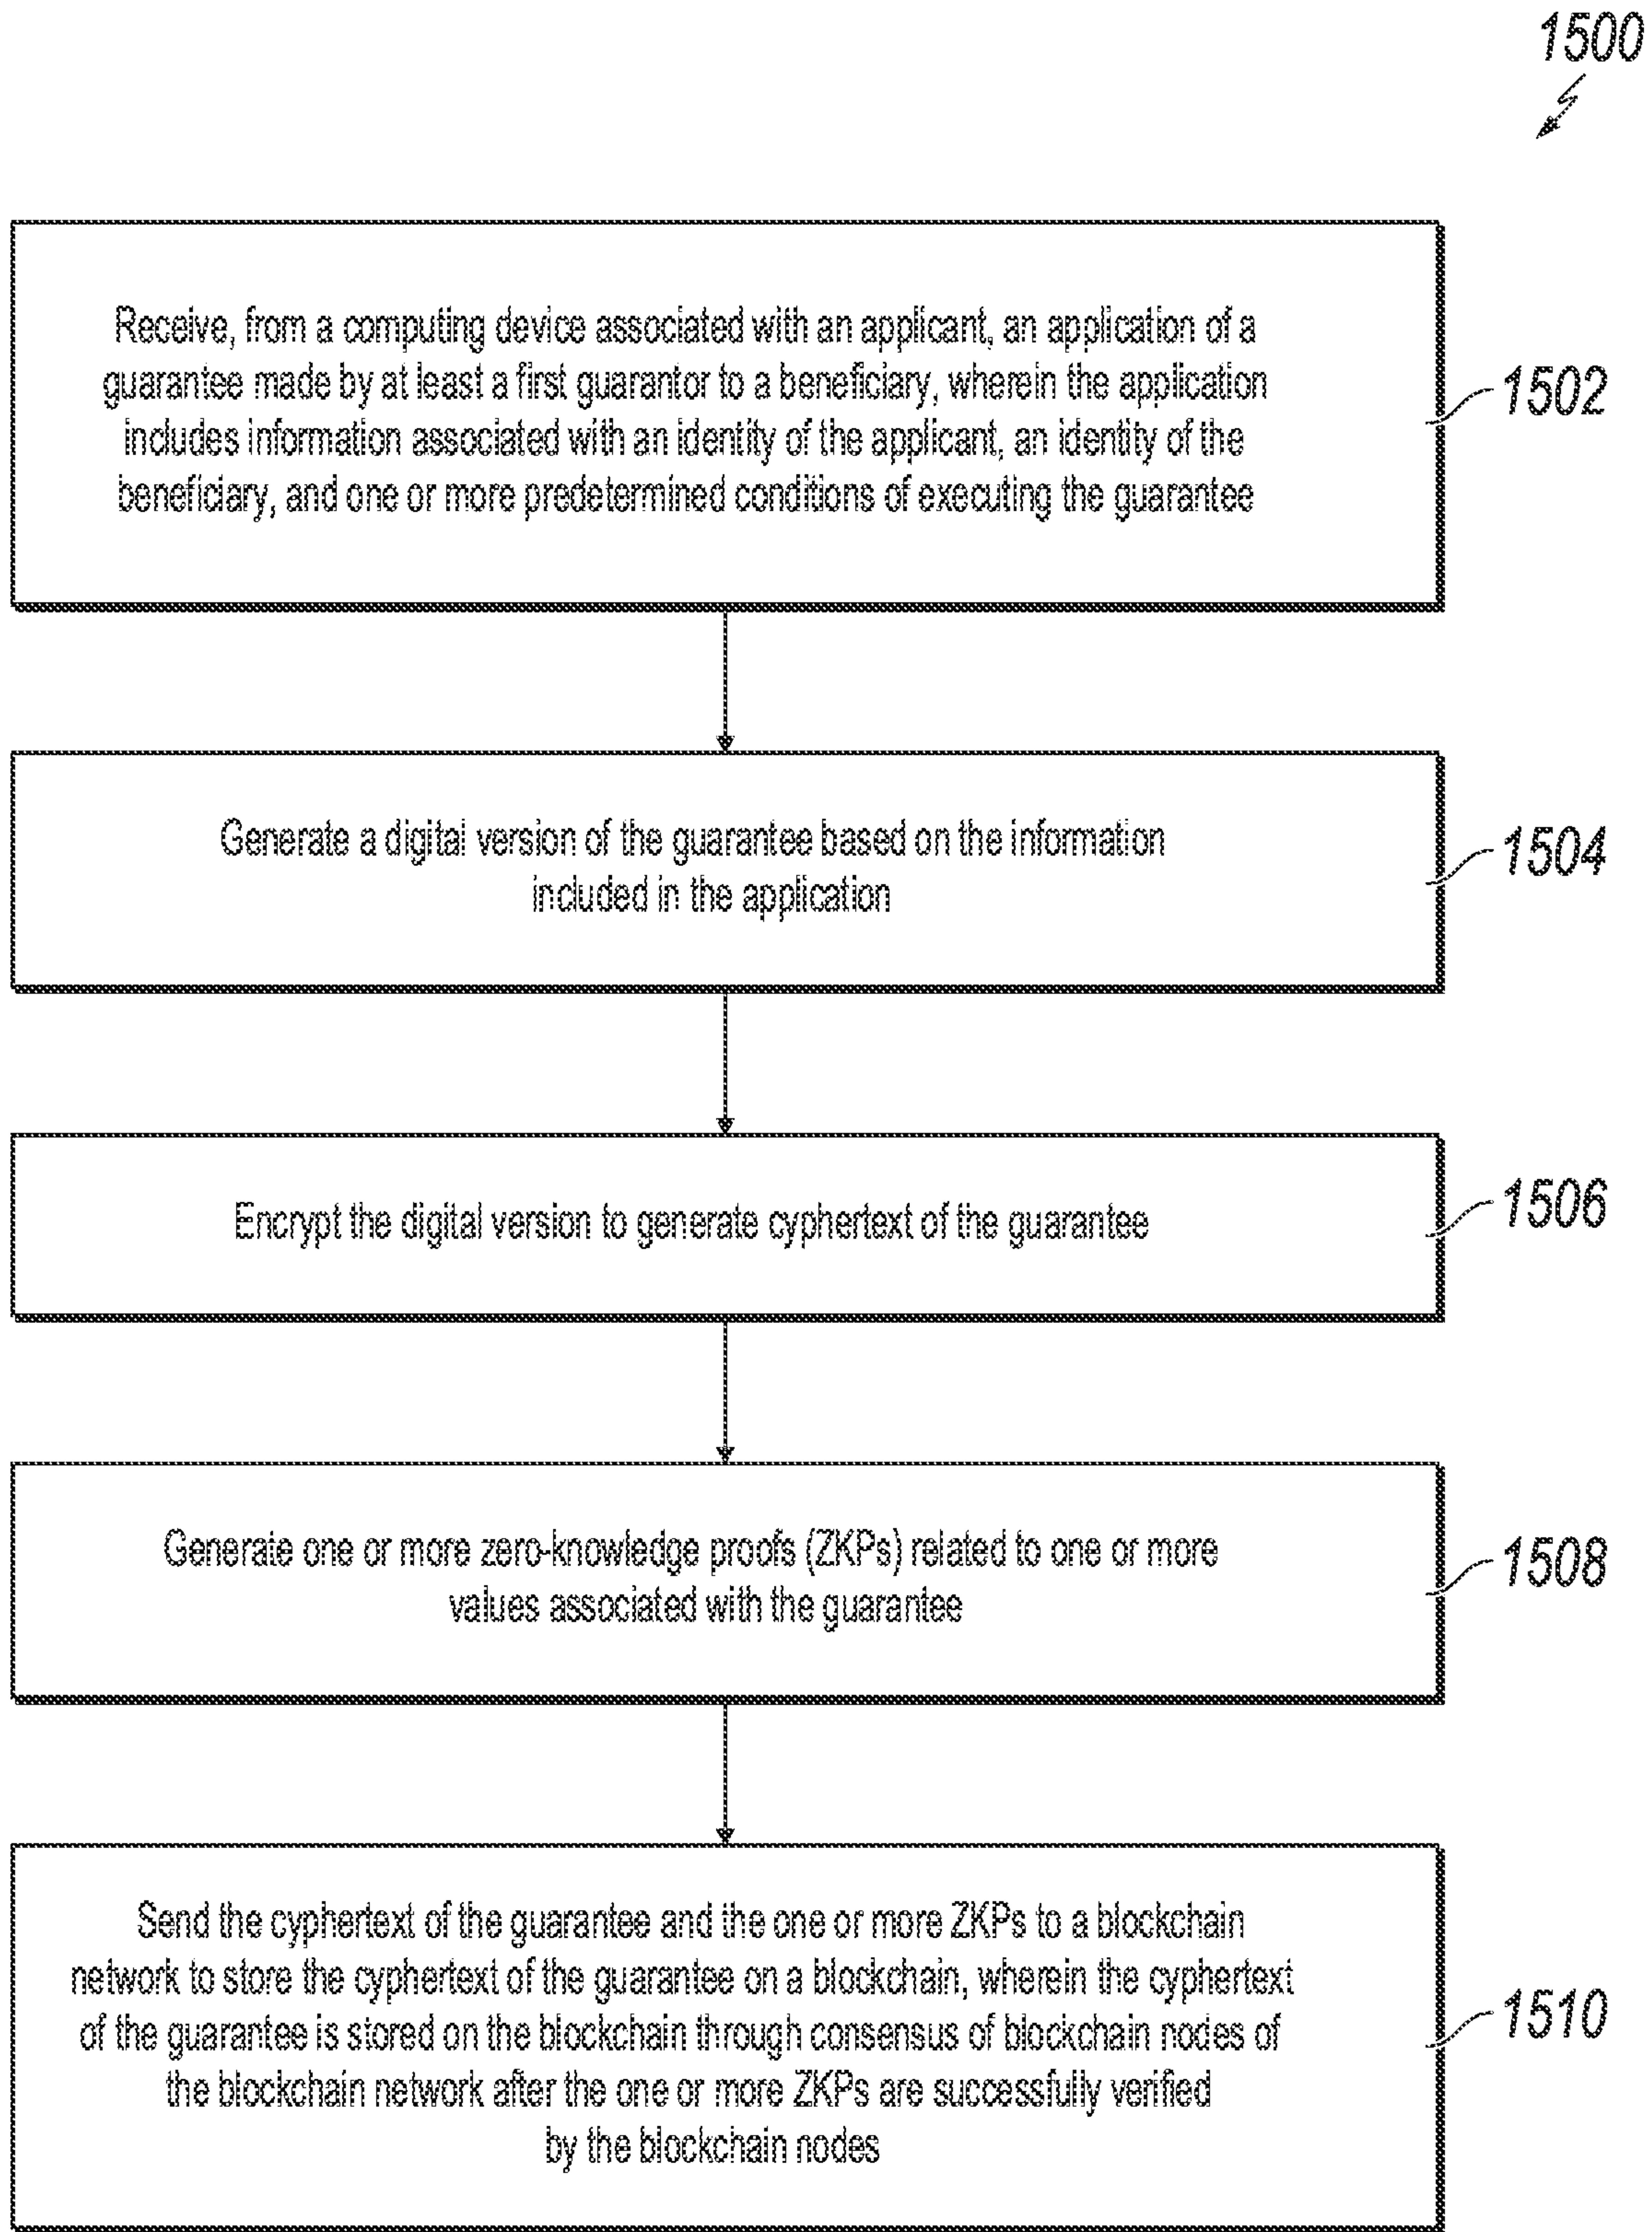 1500
Receive, from a computing device associated with an applicant, an application of a
guarantee made by at least a first guarantor to a beneficiary, wherein the application
includes information associated with an identity of the applicant, an identity of the
beneficiary, and one or more predetermined conditions of executing the guarantee
1502
Generate a digital version of the guarantee based on the information
included in the application
1504
Encrypt the digital version to generate cyphertext of the guarantee
1506
Generate one or more zero-knowledge proofs (ZKPs) related to one or more
values associated with the guarantee
1508
Send the cyphertext of the guarantee and the one or more ZKPs to a blockchain
network to store the cyphertext of the guarantee on a blockchain, wherein the cyphertext
of the guarantee is stored on the blockchain through consensus of blockchain nodes of
the blockchain network after the one or more ZKPs are successfully verified
by the blockchain nodes
1510